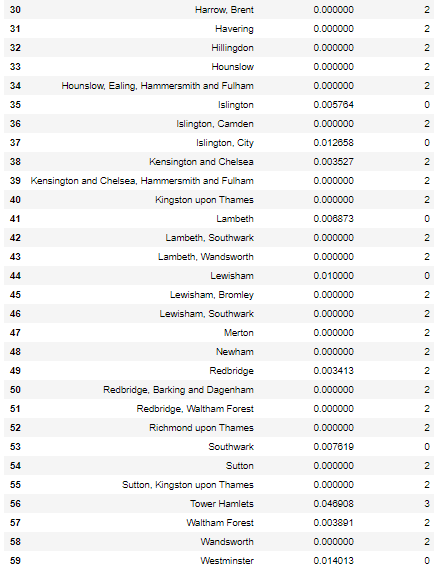 30 Harrow, Brent 0.000000 2
31 Havering 0.000000 2
32 Hillingdon 0.000000 2
33 Hounslow 0.000000 2
34 Hounslow, Ealing, Hammersmith and Fulham 0.000000 2
35 Islington 0.005764 0
36 Islington, Camden 0.000000 2
37 Islington, City 0.012658 0
38 Kensington and Chelsea 0.003527 2
39 Kensington and Chelsea, Hammersmith and Fulham 0.000000 2
40 Kingston upon Thames 0.000000 2
41 Lambeth 0.006873 0
42 Lambeth, Southwark 0.000000 2
43 Lambeth, Wandsworth 0.000000 2
44 Lewisham 0.010000 0
45 Lewisham, Bromley 0.000000 2
46 Lewisham, Southwark 0.000000 2
47 Merton 0.000000 2
48 Newham 0.000000 2
49 Redbridge 0.003413 2
50 Redbridge, Barking and Dagenham 0.000000 2
51 Redbridge, Waltham Forest 0.000000 2
52 Richmond upon Thames 0.000000 2
53 Southwark 0.007619 0
54 Sutton 0.000000 2
55 Sutton, Kingston upon Thames 0.000000 2
56 Tower Hamlets 0.046908 3
57 Waltham Forest 0.003891 2
58 Wandsworth 0.000000 2
59 Westminster 0.014013 0